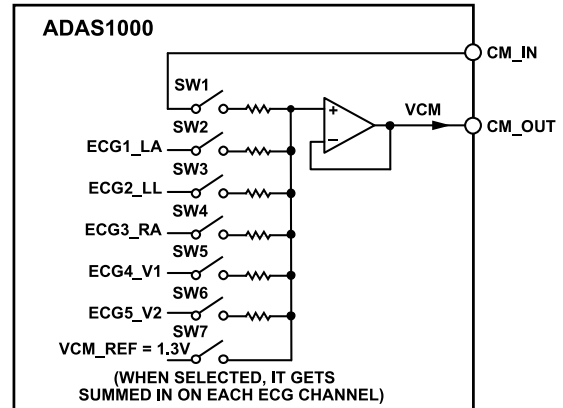 ADAS1000
CM_IN
SW1
VCM
CM_OUT
+
−
SW2
ECG1_LA
SW3
ECG2_LL
SW4
ECG3_RA
SW5
ECG4_V1
SW6
ECG5_V2
SW7
VCM_REF = 1.3V
(WHEN SELECTED, IT GETS
SUMMED IN ON EACH ECG CHANNEL)